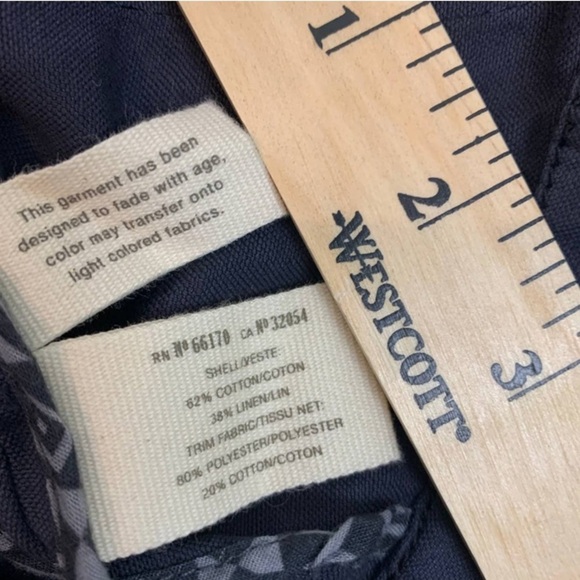 This garment has been
designed to fade with age,
color may transfer onto
light colored fabrics.
RN Nº 66170 CA Nº 32054
SHELL/VESTE:
62% COTTON/COTON
38% LINEN/LIN
TRIM FABRIC/TISSU NET:
80% POLYESTER/POLYESTER
20% COTTON/COTON
1
2
3
WESTCOTT®